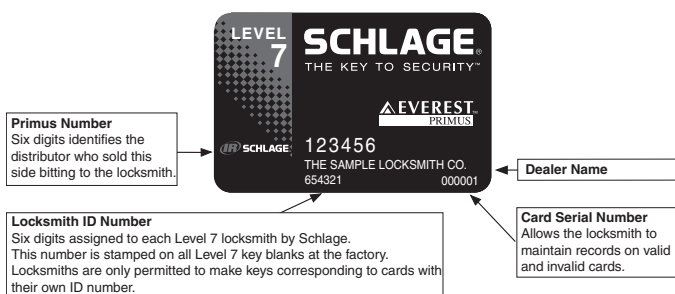 LEVEL
7
SCHLAGE®
THE KEY TO SECURITY™
EVEREST™
PRIMUS
IR SCHLAGE
123456
THE SAMPLE LOCKSMITH CO.
654321 000001
Primus Number
Six digits identifies the
distributor who sold this
side bitting to the locksmith.
Dealer Name
Locksmith ID Number
Six digits assigned to each Level 7 locksmith by Schlage.
This number is stamped on all Level 7 key blanks at the factory.
Locksmiths are only permitted to make keys corresponding to cards with
their own ID number.
Card Serial Number
Allows the locksmith to
maintain records on valid
and invalid cards.